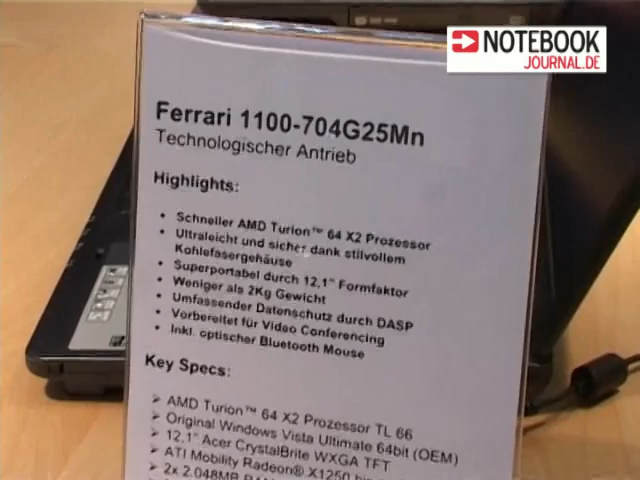 NOTEBOOK
JOURNAL.DE
Ferrari 1100-704G25Mn
Technologischer Antrieb
Highlights:
• Schneller AMD Turion™ 64 X2 Prozessor
• Ultraleicht und sicher dank stilvollem
Kohlefasergehäuse
• Superportabel durch 12,1" Formfaktor
• Weniger als 2Kg Gewicht
• Umfassender Datenschutz durch DASP
• Vorbereitet für Video Conferencing
• Inkl. optischer Bluetooth Mouse
Key Specs:
➢ AMD Turion™ 64 X2 Prozessor TL 66
➢ Original Windows Vista Ultimate 64bit (OEM)
➢ 12,1" Acer CrystalBrite WXGA TFT
➢ ATI Mobility Radeon® X1250
➢ 2x 2.048MB